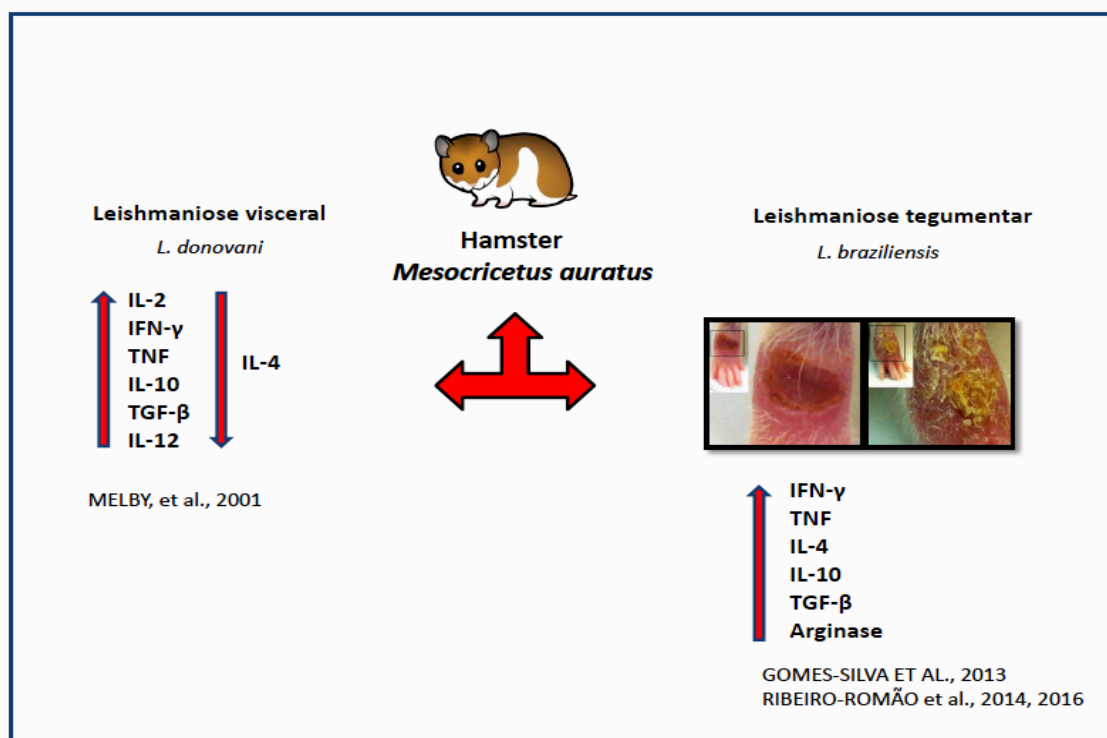 Hamster
Mesocricetus auratus
Leishmaniose visceral
L. donovani
IL-2
IFN-γ
TNF
IL-10
TGF-β
IL-12
IL-4
MELBY, et al., 2001
Leishmaniose tegumentar
L. braziliensis
IFN-γ
TNF
IL-4
IL-10
TGF-β
Arginase
GOMES-SILVA ET AL., 2013
RIBEIRO-ROMÃO et al., 2014, 2016